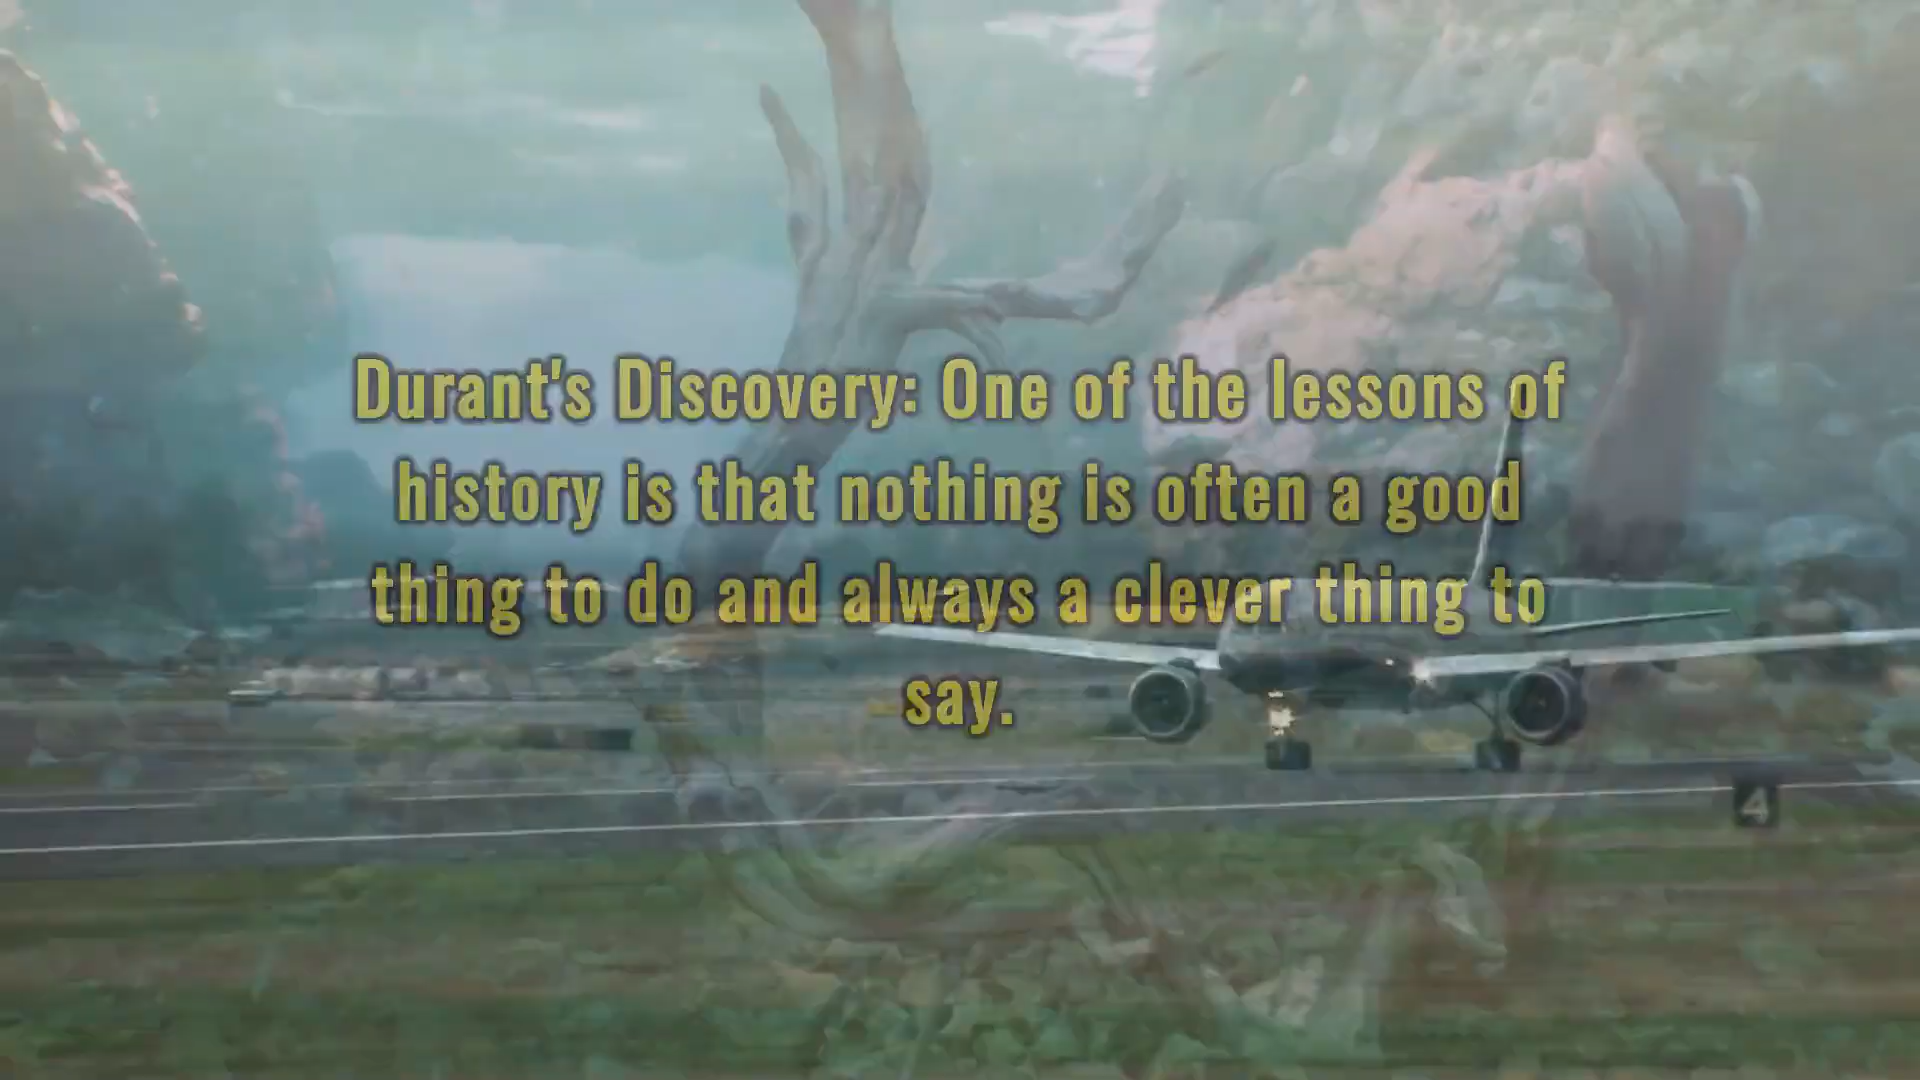 Durant's Discovery: One of the lessons of
history is that nothing is often a good
thing to do and always a clever thing to
say.
4